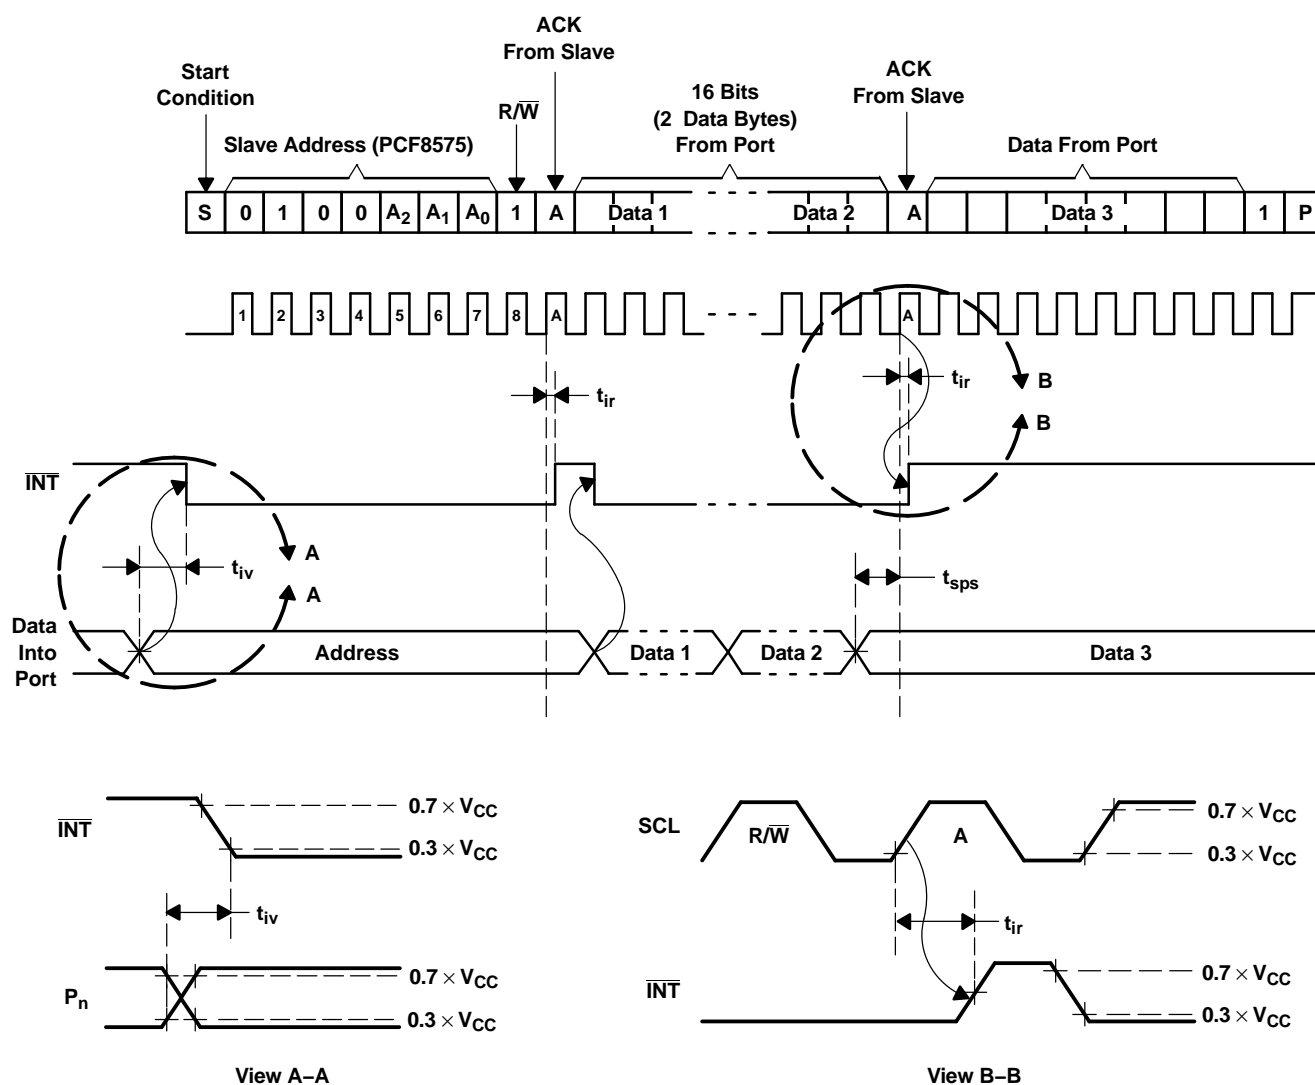 ACK
From Slave
Start
Condition
R/W̅
ACK
From Slave
16 Bits
(2 Data Bytes)
From Port
Slave Address (PCF8575)
Data From Port
S 0 1 0 0 A2 A1 A0 1 A Data 1 Data 2 A Data 3 1 P
1 2 3 4 5 6 7 8 A A
tir
tir
B
B
I̅N̅T̅
tiv
A
A
tsps
Data
Into
Port
Address
Data 1
Data 2
Data 3
I̅N̅T̅
0.7 × VCC
0.3 × VCC
tiv
Pn
0.7 × VCC
0.3 × VCC
View A–A
SCL
R/W̅
A
0.7 × VCC
0.3 × VCC
tir
I̅N̅T̅
0.7 × VCC
0.3 × VCC
View B–B